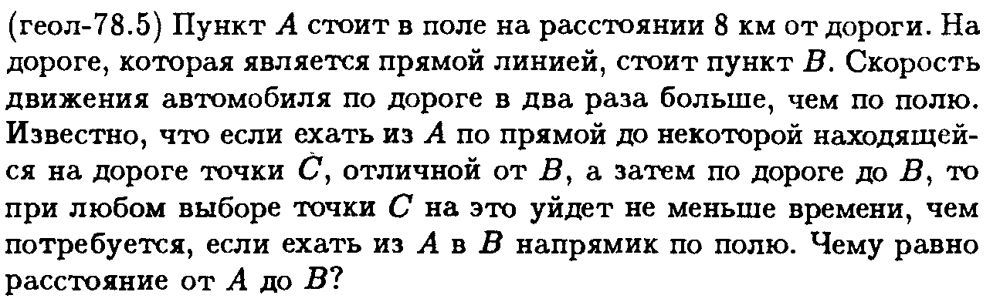 (геол-78.5) Пункт A стоит в поле на расстоянии 8 км от дороги. На
дороге, которая является прямой линией, стоит пункт B. Скорость
движения автомобиля по дороге в два раза больше, чем по полю.
Известно, что если ехать из A по прямой до некоторой находящей-
ся на дороге точки C, отличной от B, а затем по дороге до B, то
при любом выборе точки C на это уйдет не меньше времени, чем
потребуется, если ехать из A в B напрямик по полю. Чему равно
расстояние от A до B?